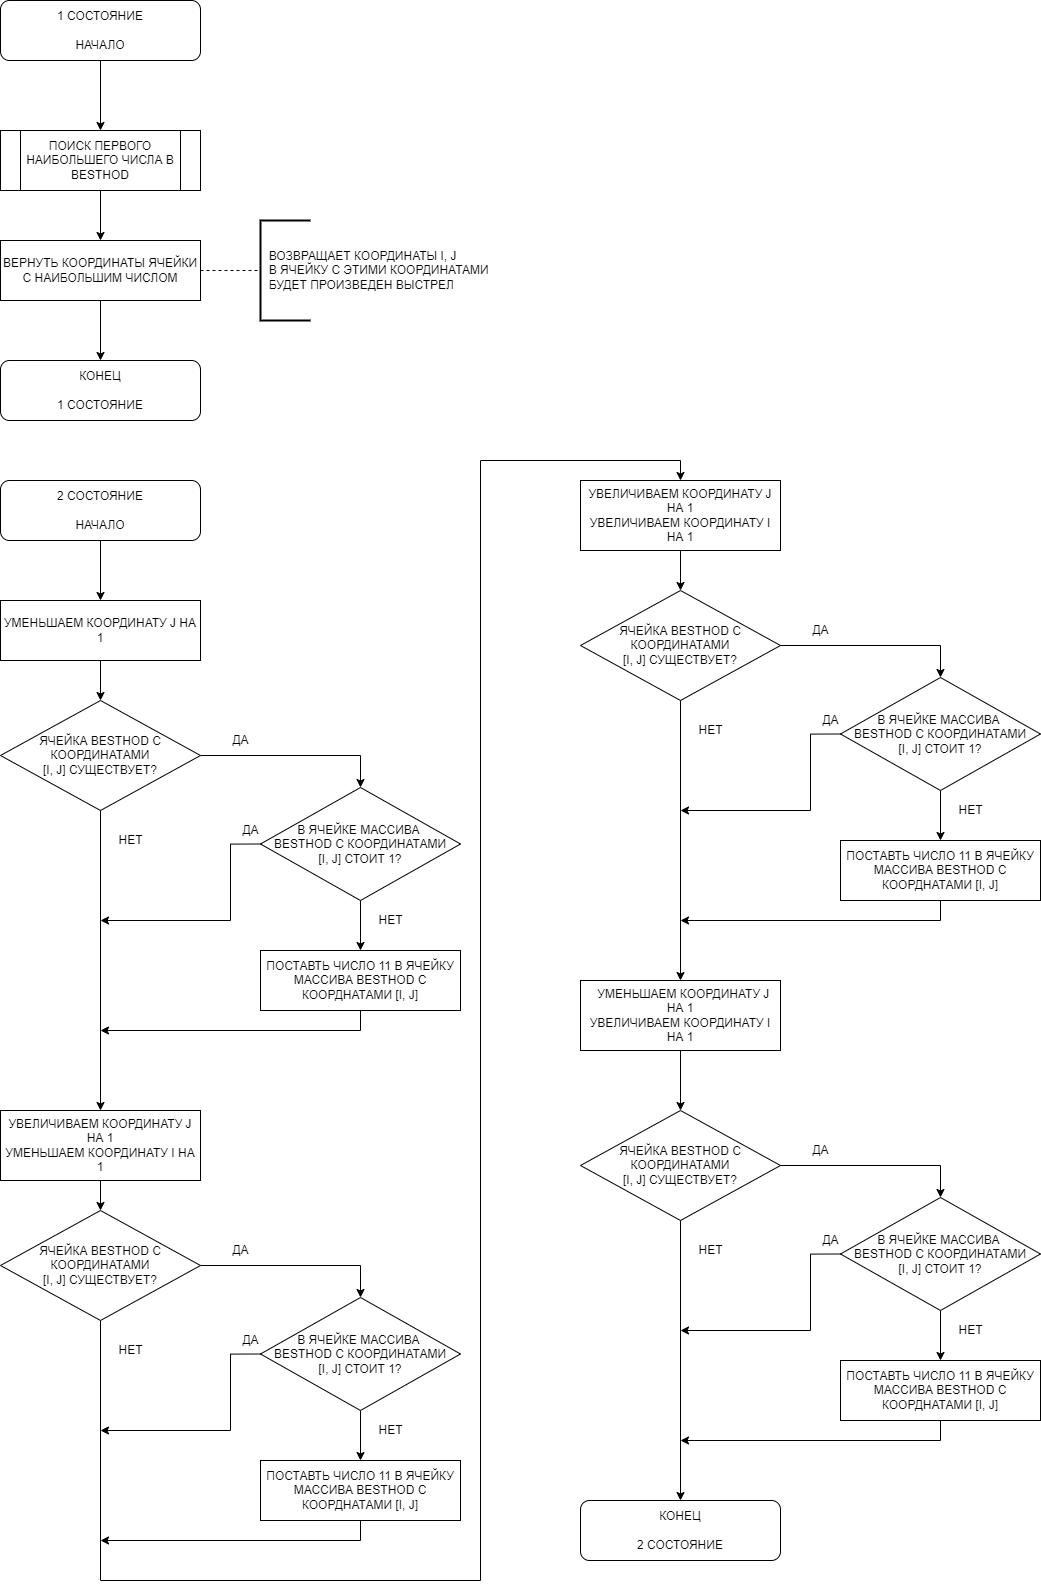 1 СОСТОЯНИЕ
НАЧАЛО
ПОИСК ПЕРВОГО
НАИБОЛЬШЕГО ЧИСЛА В
BESTHOD
ВЕРНУТЬ КООРДИНАТЫ ЯЧЕЙКИ
С НАИБОЛЬШИМ ЧИСЛОМ
ВОЗВРАЩАЕТ КООРДИНАТЫ I, J
В ЯЧЕЙКУ С ЭТИМИ КООРДИНАТАМИ
БУДЕТ ПРОИЗВЕДЕН ВЫСТРЕЛ
КОНЕЦ
1 СОСТОЯНИЕ
2 СОСТОЯНИЕ
НАЧАЛО
УМЕНЬШАЕМ КООРДИНАТУ J НА
1
ЯЧЕЙКА BESTHOD С
КООРДИНАТАМИ
[I, J] СУЩЕСТВУЕТ?
ДА
НЕТ
В ЯЧЕЙКЕ МАССИВА
BESTHOD С КООРДИНАТАМИ
[I, J] СТОИТ 1?
ДА
НЕТ
ПОСТАВТЬ ЧИСЛО 11 В ЯЧЕЙКУ
МАССИВА BESTHOD С
КООРДНАТАМИ [I, J]
УВЕЛИЧИВАЕМ КООРДИНАТУ J
НА 1
УМЕНЬШАЕМ КООРДИНАТУ I НА
1
ЯЧЕЙКА BESTHOD С
КООРДИНАТАМИ
[I, J] СУЩЕСТВУЕТ?
ДА
НЕТ
В ЯЧЕЙКЕ МАССИВА
BESTHOD С КООРДИНАТАМИ
[I, J] СТОИТ 1?
ДА
НЕТ
ПОСТАВТЬ ЧИСЛО 11 В ЯЧЕЙКУ
МАССИВА BESTHOD С
КООРДНАТАМИ [I, J]
УВЕЛИЧИВАЕМ КООРДИНАТУ J
НА 1
УВЕЛИЧИВАЕМ КООРДИНАТУ I
НА 1
ЯЧЕЙКА BESTHOD С
КООРДИНАТАМИ
[I, J] СУЩЕСТВУЕТ?
ДА
НЕТ
В ЯЧЕЙКЕ МАССИВА
BESTHOD С КООРДИНАТАМИ
[I, J] СТОИТ 1?
ДА
НЕТ
ПОСТАВТЬ ЧИСЛО 11 В ЯЧЕЙКУ
МАССИВА BESTHOD С
КООРДНАТАМИ [I, J]
УМЕНЬШАЕМ КООРДИНАТУ J
НА 1
УВЕЛИЧИВАЕМ КООРДИНАТУ I
НА 1
ЯЧЕЙКА BESTHOD С
КООРДИНАТАМИ
[I, J] СУЩЕСТВУЕТ?
ДА
НЕТ
В ЯЧЕЙКЕ МАССИВА
BESTHOD С КООРДИНАТАМИ
[I, J] СТОИТ 1?
ДА
НЕТ
ПОСТАВТЬ ЧИСЛО 11 В ЯЧЕЙКУ
МАССИВА BESTHOD С
КООРДНАТАМИ [I, J]
КОНЕЦ
2 СОСТОЯНИЕ